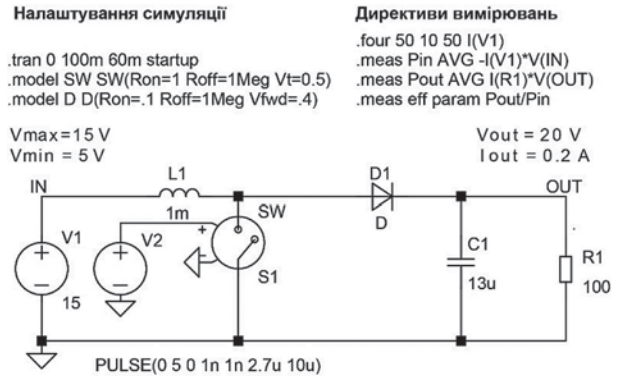 Налаштування симуляції
Директиви вимірювань
.tran 0 100m 60m startup
.model SW SW(Ron=1 Roff=1Meg Vt=0.5)
.model D D(Ron=.1 Roff=1Meg Vfwd=.4)
.four 50 10 50 I(V1)
.meas Pin AVG -I(V1)*V(IN)
.meas Pout AVG I(R1)*V(OUT)
.meas eff param Pout/Pin
Vmax=15 V
Vmin = 5 V
Vout = 20 V
Iout = 0.2 A
IN
L1
1m
D1
D
OUT
SW
S1
V1
15
V2
C1
13u
R1
100
PULSE(0 5 0 1n 1n 2.7u 10u)